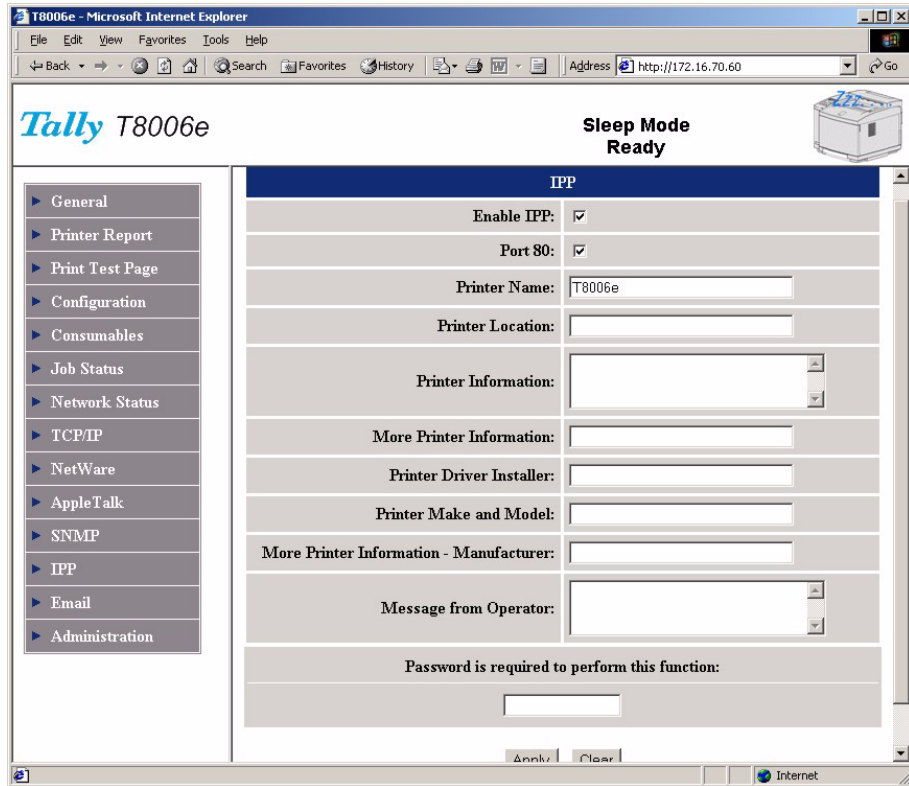 T8006e - Microsoft Internet Explorer
File Edit View Favorites Tools Help
Back Search Favorites History Address http://172.16.70.60 Go
Tally T8006e
Sleep Mode
Ready
ZZZ
General
Printer Report
Print Test Page
Configuration
Consumables
Job Status
Network Status
TCP/IP
NetWare
AppleTalk
SNMP
IPP
Email
Administration
IPP
Enable IPP:
Port 80:
Printer Name: T8006e
Printer Location:
Printer Information:
More Printer Information:
Printer Driver Installer:
Printer Make and Model:
More Printer Information - Manufacturer:
Message from Operator:
Password is required to perform this function:
Apply Clear
Internet